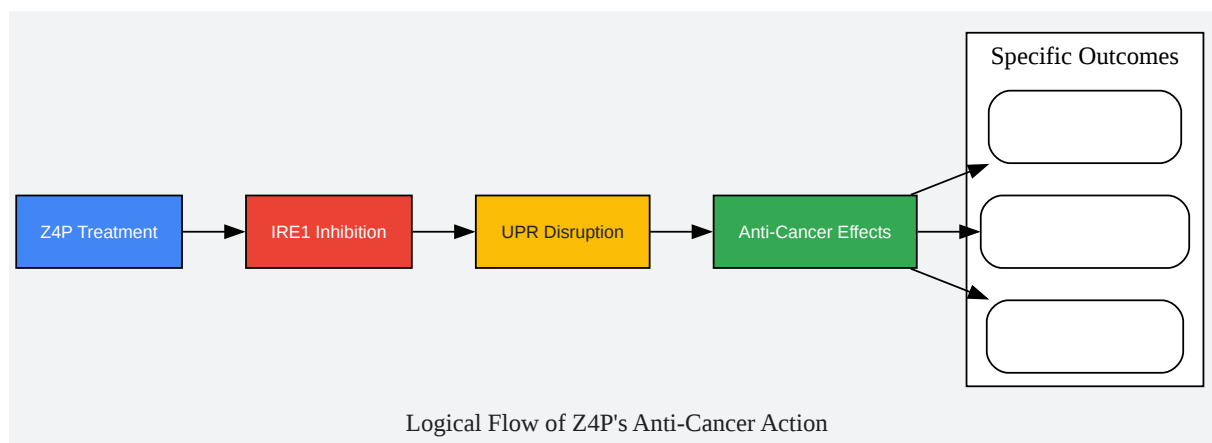 Specific Outcomes
Z4P Treatment
IRE1 Inhibition
UPR Disruption
Anti-Cancer Effects
Logical Flow of Z4P's Anti-Cancer Action